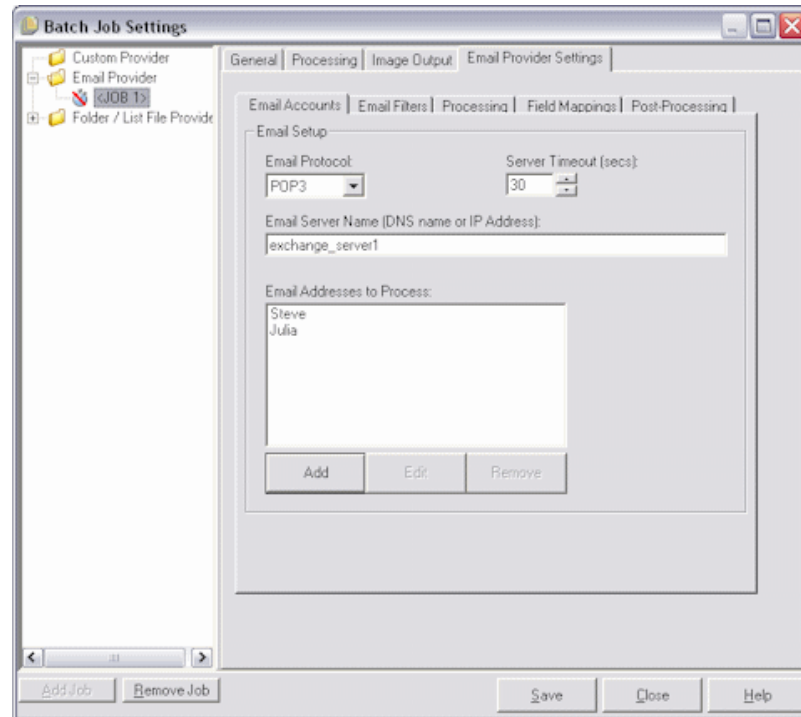 Batch Job Settings
Custom Provider
Email Provider
<JOB 1>
Folder / List File Provide
General Processing Image Output Email Provider Settings
Email Accounts Email Filters Processing Field Mappings Post-Processing
Email Setup
Email Protocol: Server Timeout (secs):
POP3 30
Email Server Name (DNS name or IP Address):
exchange_server1
Email Addresses to Process:
Steve
Julia
Add Edit Remove
Add Job Remove Job Save Close Help